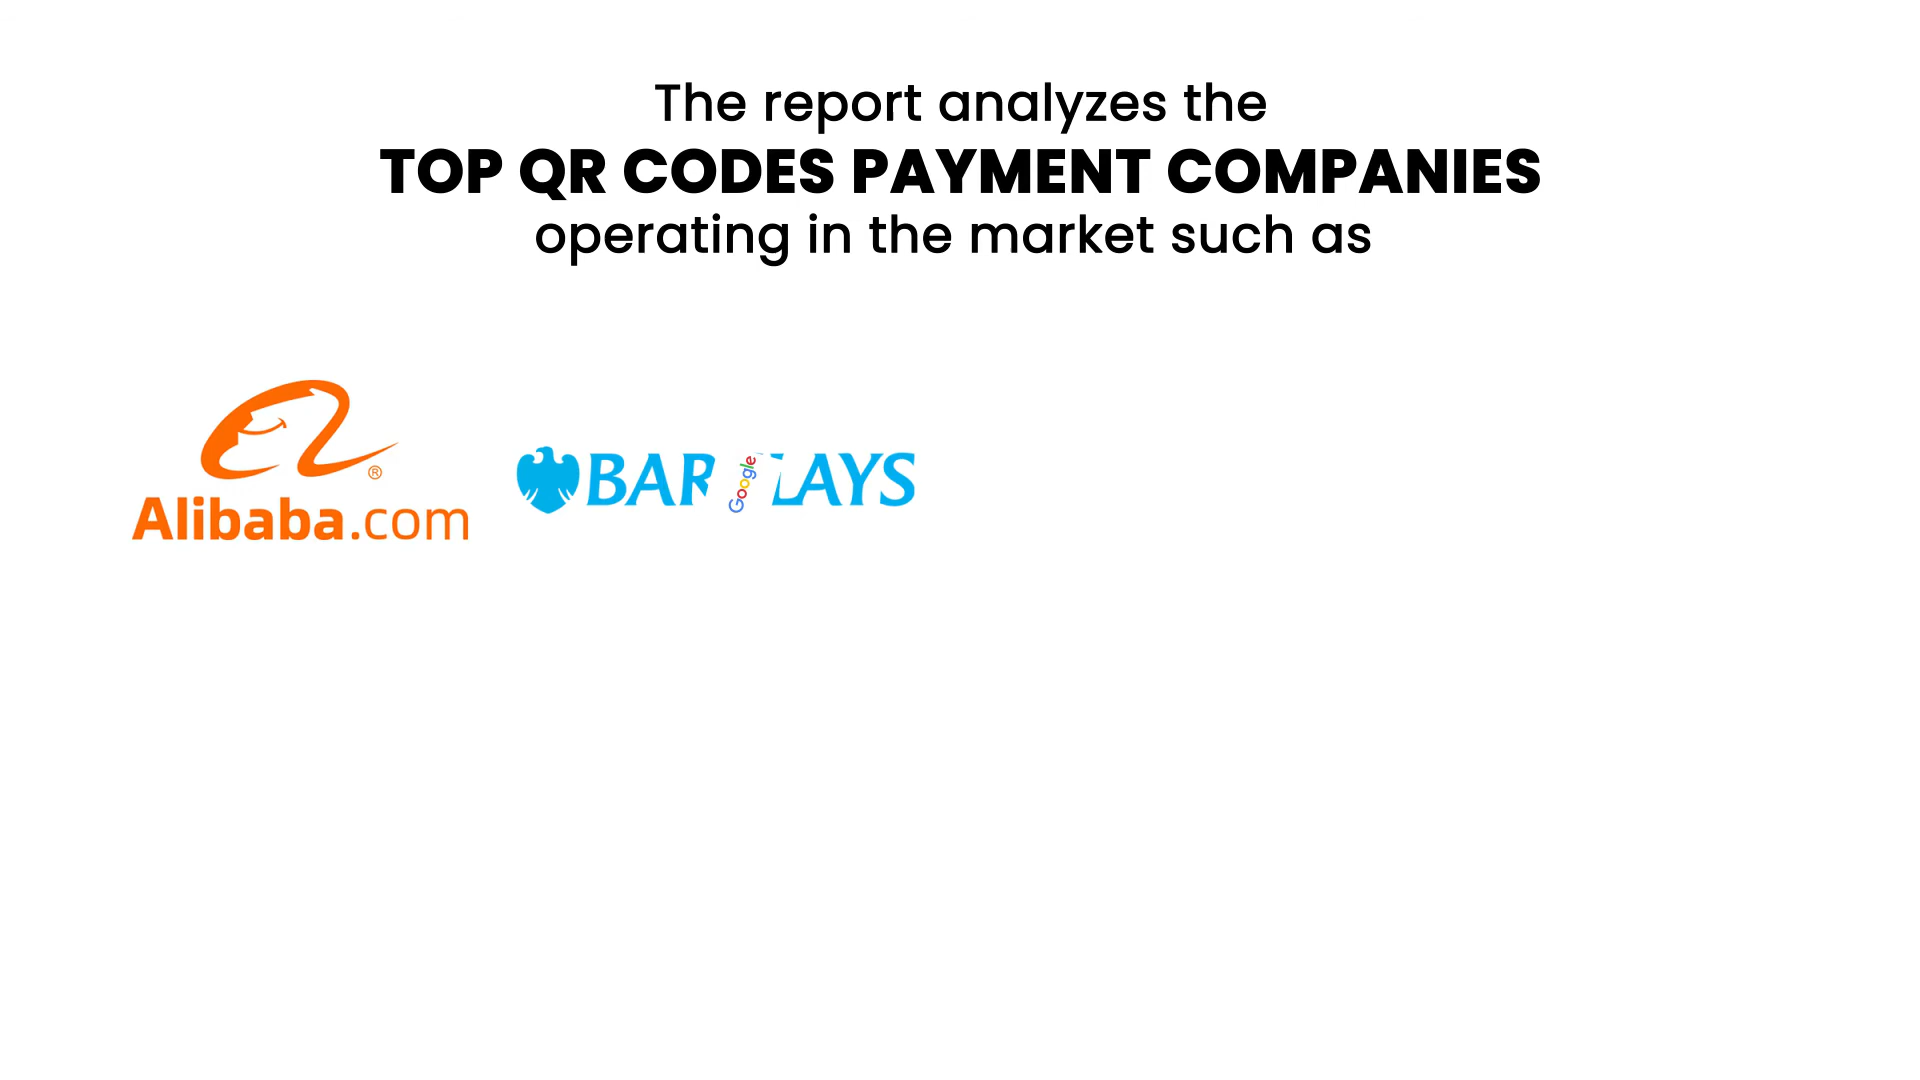 The report analyzes the
TOP QR CODES PAYMENT COMPANIES
operating in the market such as
Alibaba.com
BAR LAYS
Google